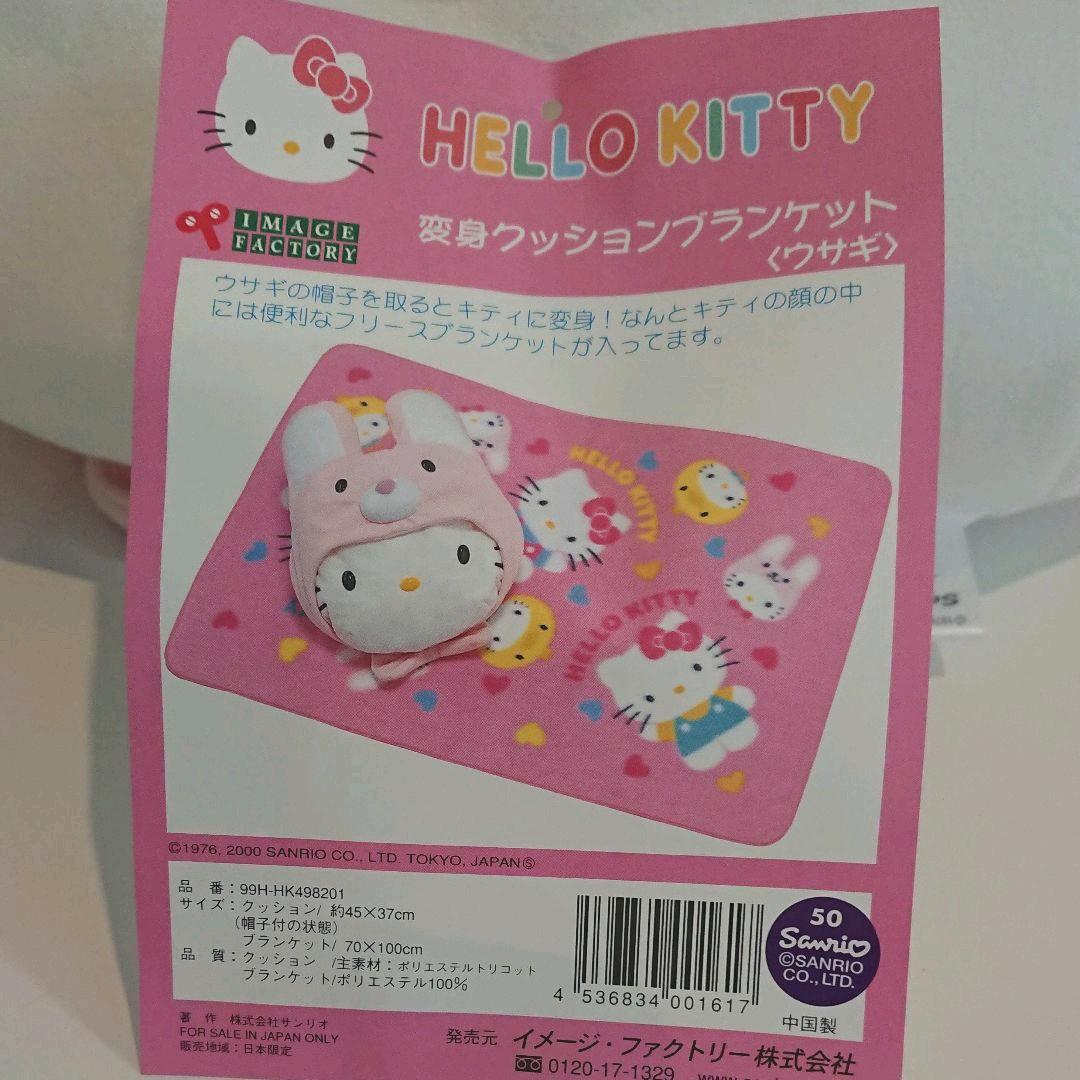 HELLO KITTY
IMAGE
FACTORY
変身クッションブランケット
〈ウサギ〉
ウサギの帽子を取るとキティに変身！なんとキティの顔の中
には便利なフリースブランケットが入ってます。
HELLO KITTY
HELLO KITTY
©1976, 2000 SANRIO CO., LTD. TOKYO, JAPANⓈ
品　番：99H-HK498201
サイズ：クッション/ 約45×37cm
（帽子付の状態）
ブランケット/ 70×100cm
品　質：クッション　/主素材：ポリエステルトリコット
ブランケット/ポリエステル100%
4 536834 001617
50
Sanrio
©SANRIO
CO., LTD.
中国製
著　作　株式会社サンリオ
FOR SALE IN JAPAN ONLY
販売地域：日本限定
発売元　イメージ・ファクトリー株式会社
0120-17-1329